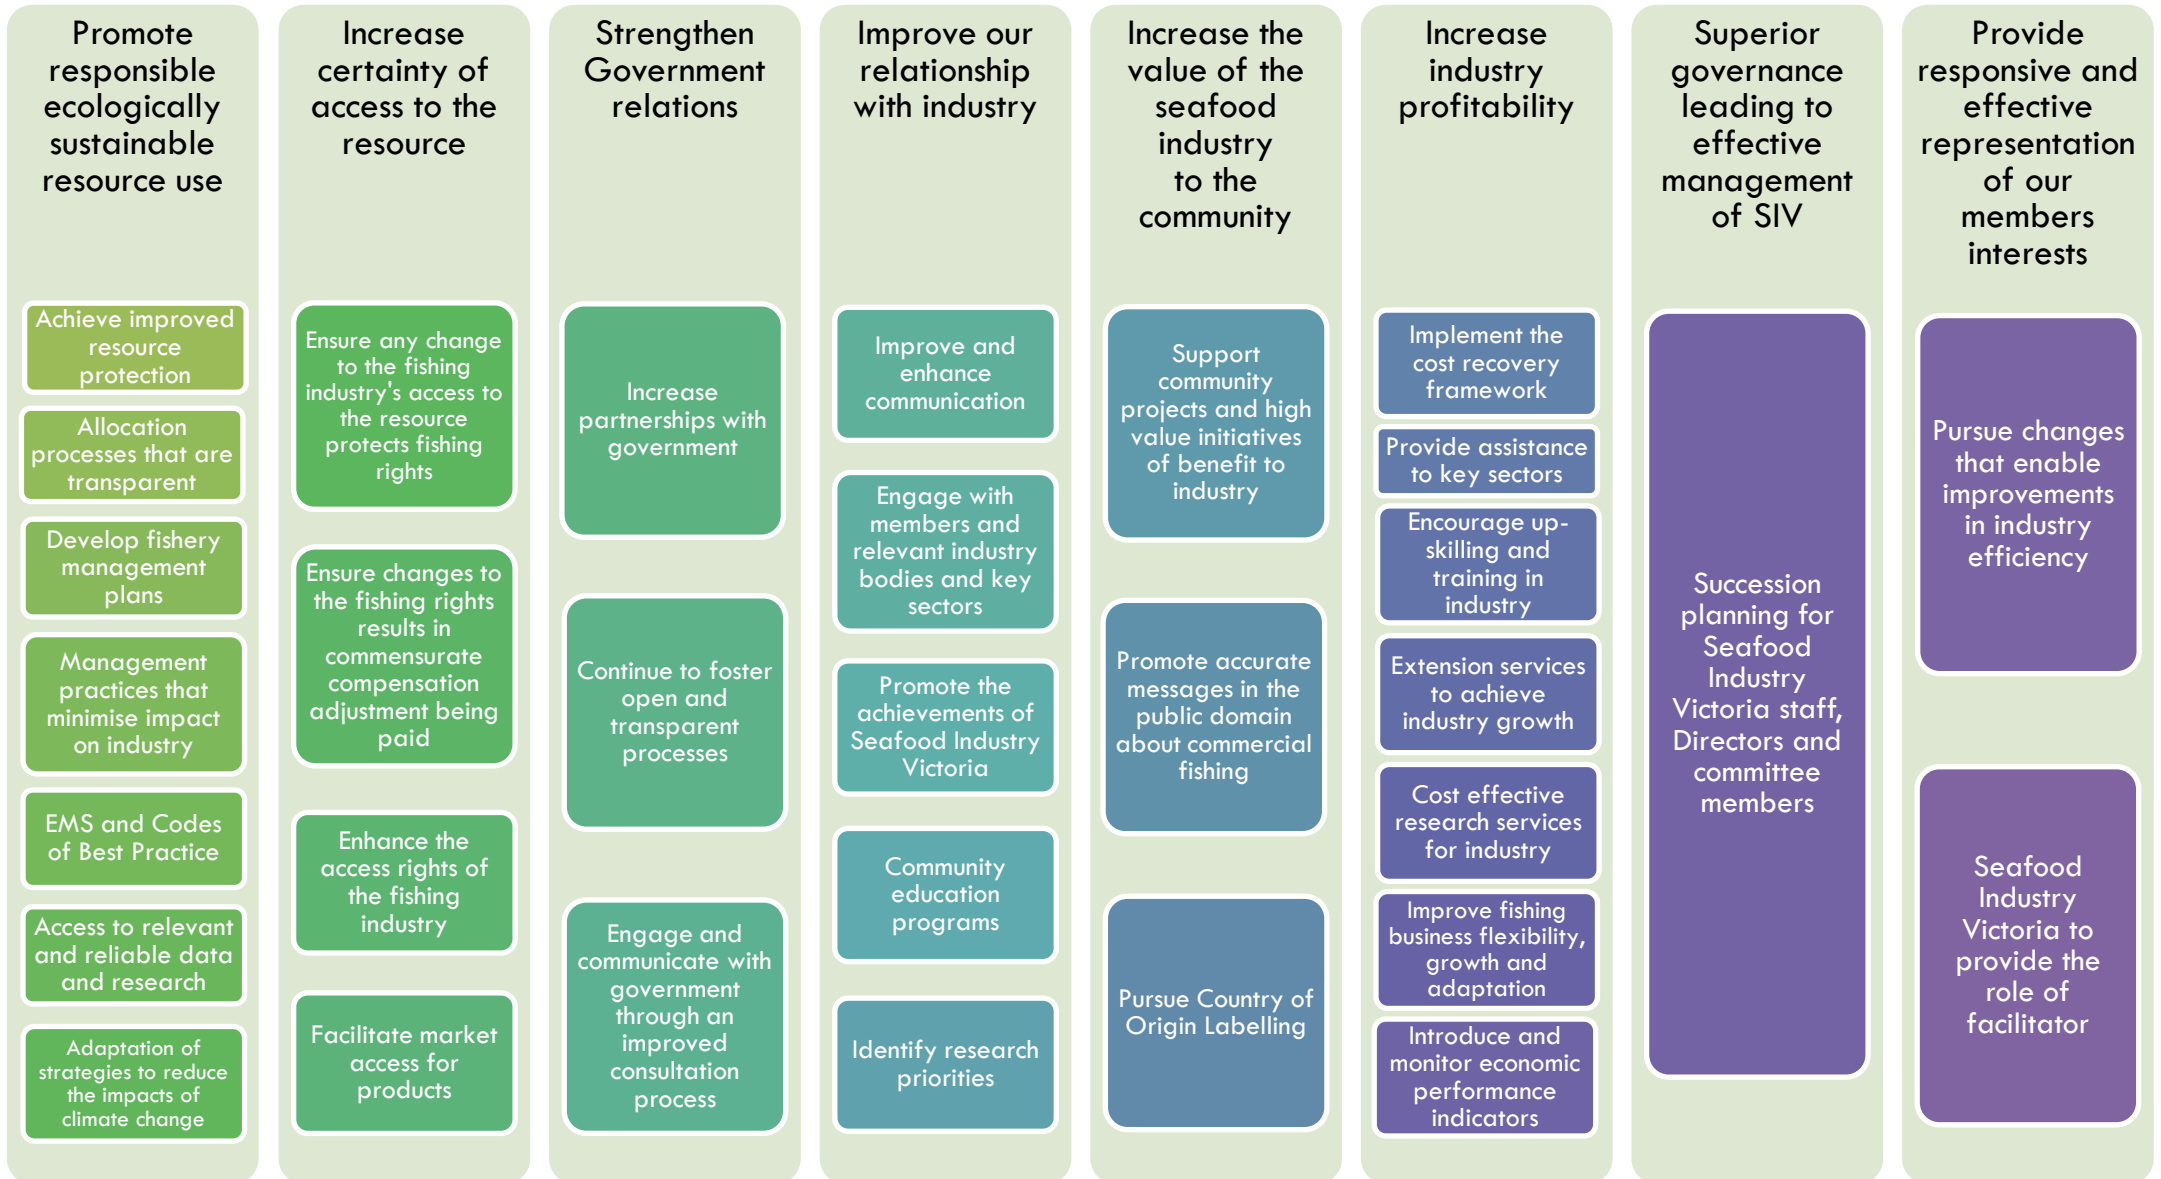 Promote
responsible
ecologically
sustainable
resource use
Achieve improved
resource
protection
Allocation
processes that are
transparent
Develop fishery
management
plans
Management
practices that
minimise impact
on industry
EMS and Codes
of Best Practice
Access to relevant
and reliable data
and research
Adaptation of
strategies to reduce
the impacts of
climate change
Increase
certainty of
access to the
resource
Ensure any change
to the fishing
industry's access to
the resource
protects fishing
rights
Ensure changes to
the fishing rights
results in
commensurate
compensation
adjustment being
paid
Enhance the
access rights of
the fishing
industry
Facilitate market
access for
products
Strengthen
Government
relations
Increase
partnerships with
government
Continue to foster
open and
transparent
processes
Engage and
communicate with
government
through an
improved
consultation
process
Improve our
relationship
with industry
Improve and
enhance
communication
Engage with
members and
relevant industry
bodies and key
sectors
Promote the
achievements of
Seafood Industry
Victoria
Community
education
programs
Identify research
priorities
Increase the
value of the
seafood
industry
to the
community
Support
community
projects and high
value initiatives
of benefit to
industry
Promote accurate
messages in the
public domain
about commercial
fishing
Pursue Country of
Origin Labelling
Increase
industry
profitability
Implement the
cost recovery
framework
Provide assistance
to key sectors
Encourage up-
skilling and
training in
industry
Extension services
to achieve
industry growth
Cost effective
research services
for industry
Improve fishing
business flexibility,
growth and
adaptation
Introduce and
monitor economic
performance
indicators
Superior
governance
leading to
effective
management
of SIV
Succession
planning for
Seafood
Industry
Victoria staff,
Directors and
committee
members
Provide
responsive and
effective
representation
of our
members
interests
Pursue changes
that enable
improvements
in industry
efficiency
Seafood
Industry
Victoria to
provide the
role of
facilitator